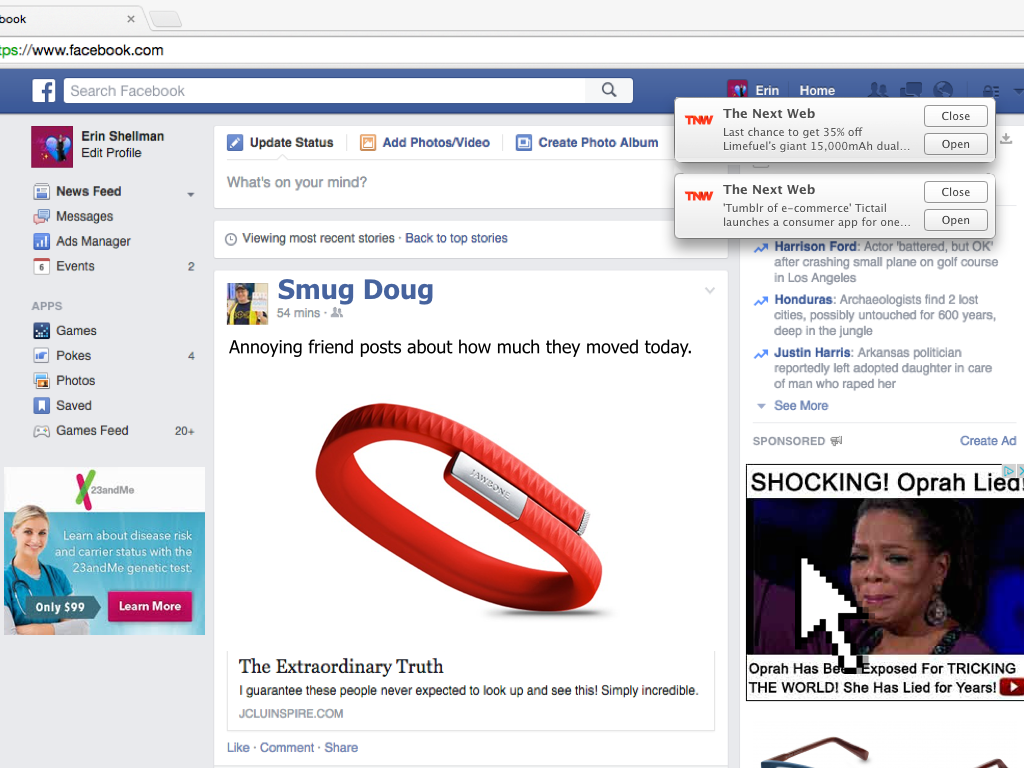 book
tps://www.facebook.com
Search Facebook
Erin
Home
TNW
The Next Web
Last chance to get 35% off
Limefuel's giant 15,000mAh dual...
Close
Open
TNW
The Next Web
'Tumblr of e-commerce' Tictail
launches a consumer app for one...
Close
Open
Erin Shellman
Edit Profile
News Feed
Messages
Ads Manager
6 Events 2
APPS
Games
Pokes 4
Photos
Saved
Games Feed 20+
23andMe
Learn about disease risk
and carrier status with the
23andMe genetic test.
Only $99
Learn More
Update Status
Add Photos/Video
Create Photo Album
What's on your mind?
Viewing most recent stories · Back to top stories
Smug Doug
54 mins ·
Annoying friend posts about how much they moved today.
JAWBONE
The Extraordinary Truth
I guarantee these people never expected to look up and see this! Simply incredible.
JCLUINSPIRE.COM
Like · Comment · Share
Harrison Ford: Actor 'battered, but OK'
after crashing small plane on golf course
in Los Angeles
Honduras: Archaeologists find 2 lost
cities, possibly untouched for 600 years,
deep in the jungle
Justin Harris: Arkansas politician
reportedly left adopted daughter in care
of man who raped her
See More
SPONSORED
Create Ad
SHOCKING! Oprah Lied!
Oprah Has Been Exposed For TRICKING
THE WORLD! She Has Lied for Years!